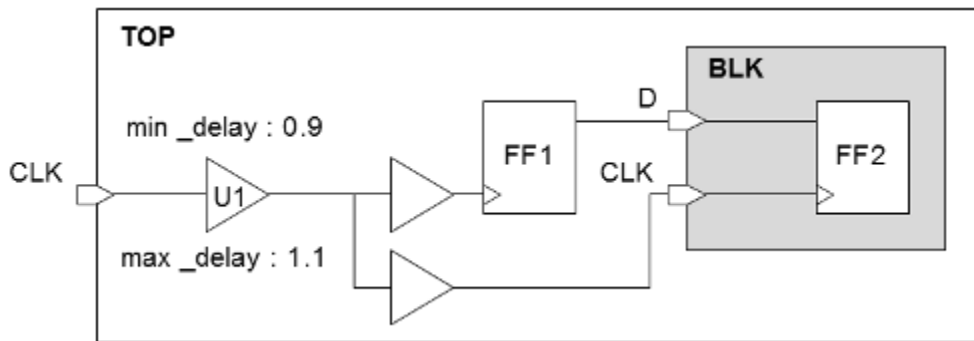 TOP
BLK
D
min _delay : 0.9
FF1
FF2
CLK
CLK
U1
max _delay : 1.1